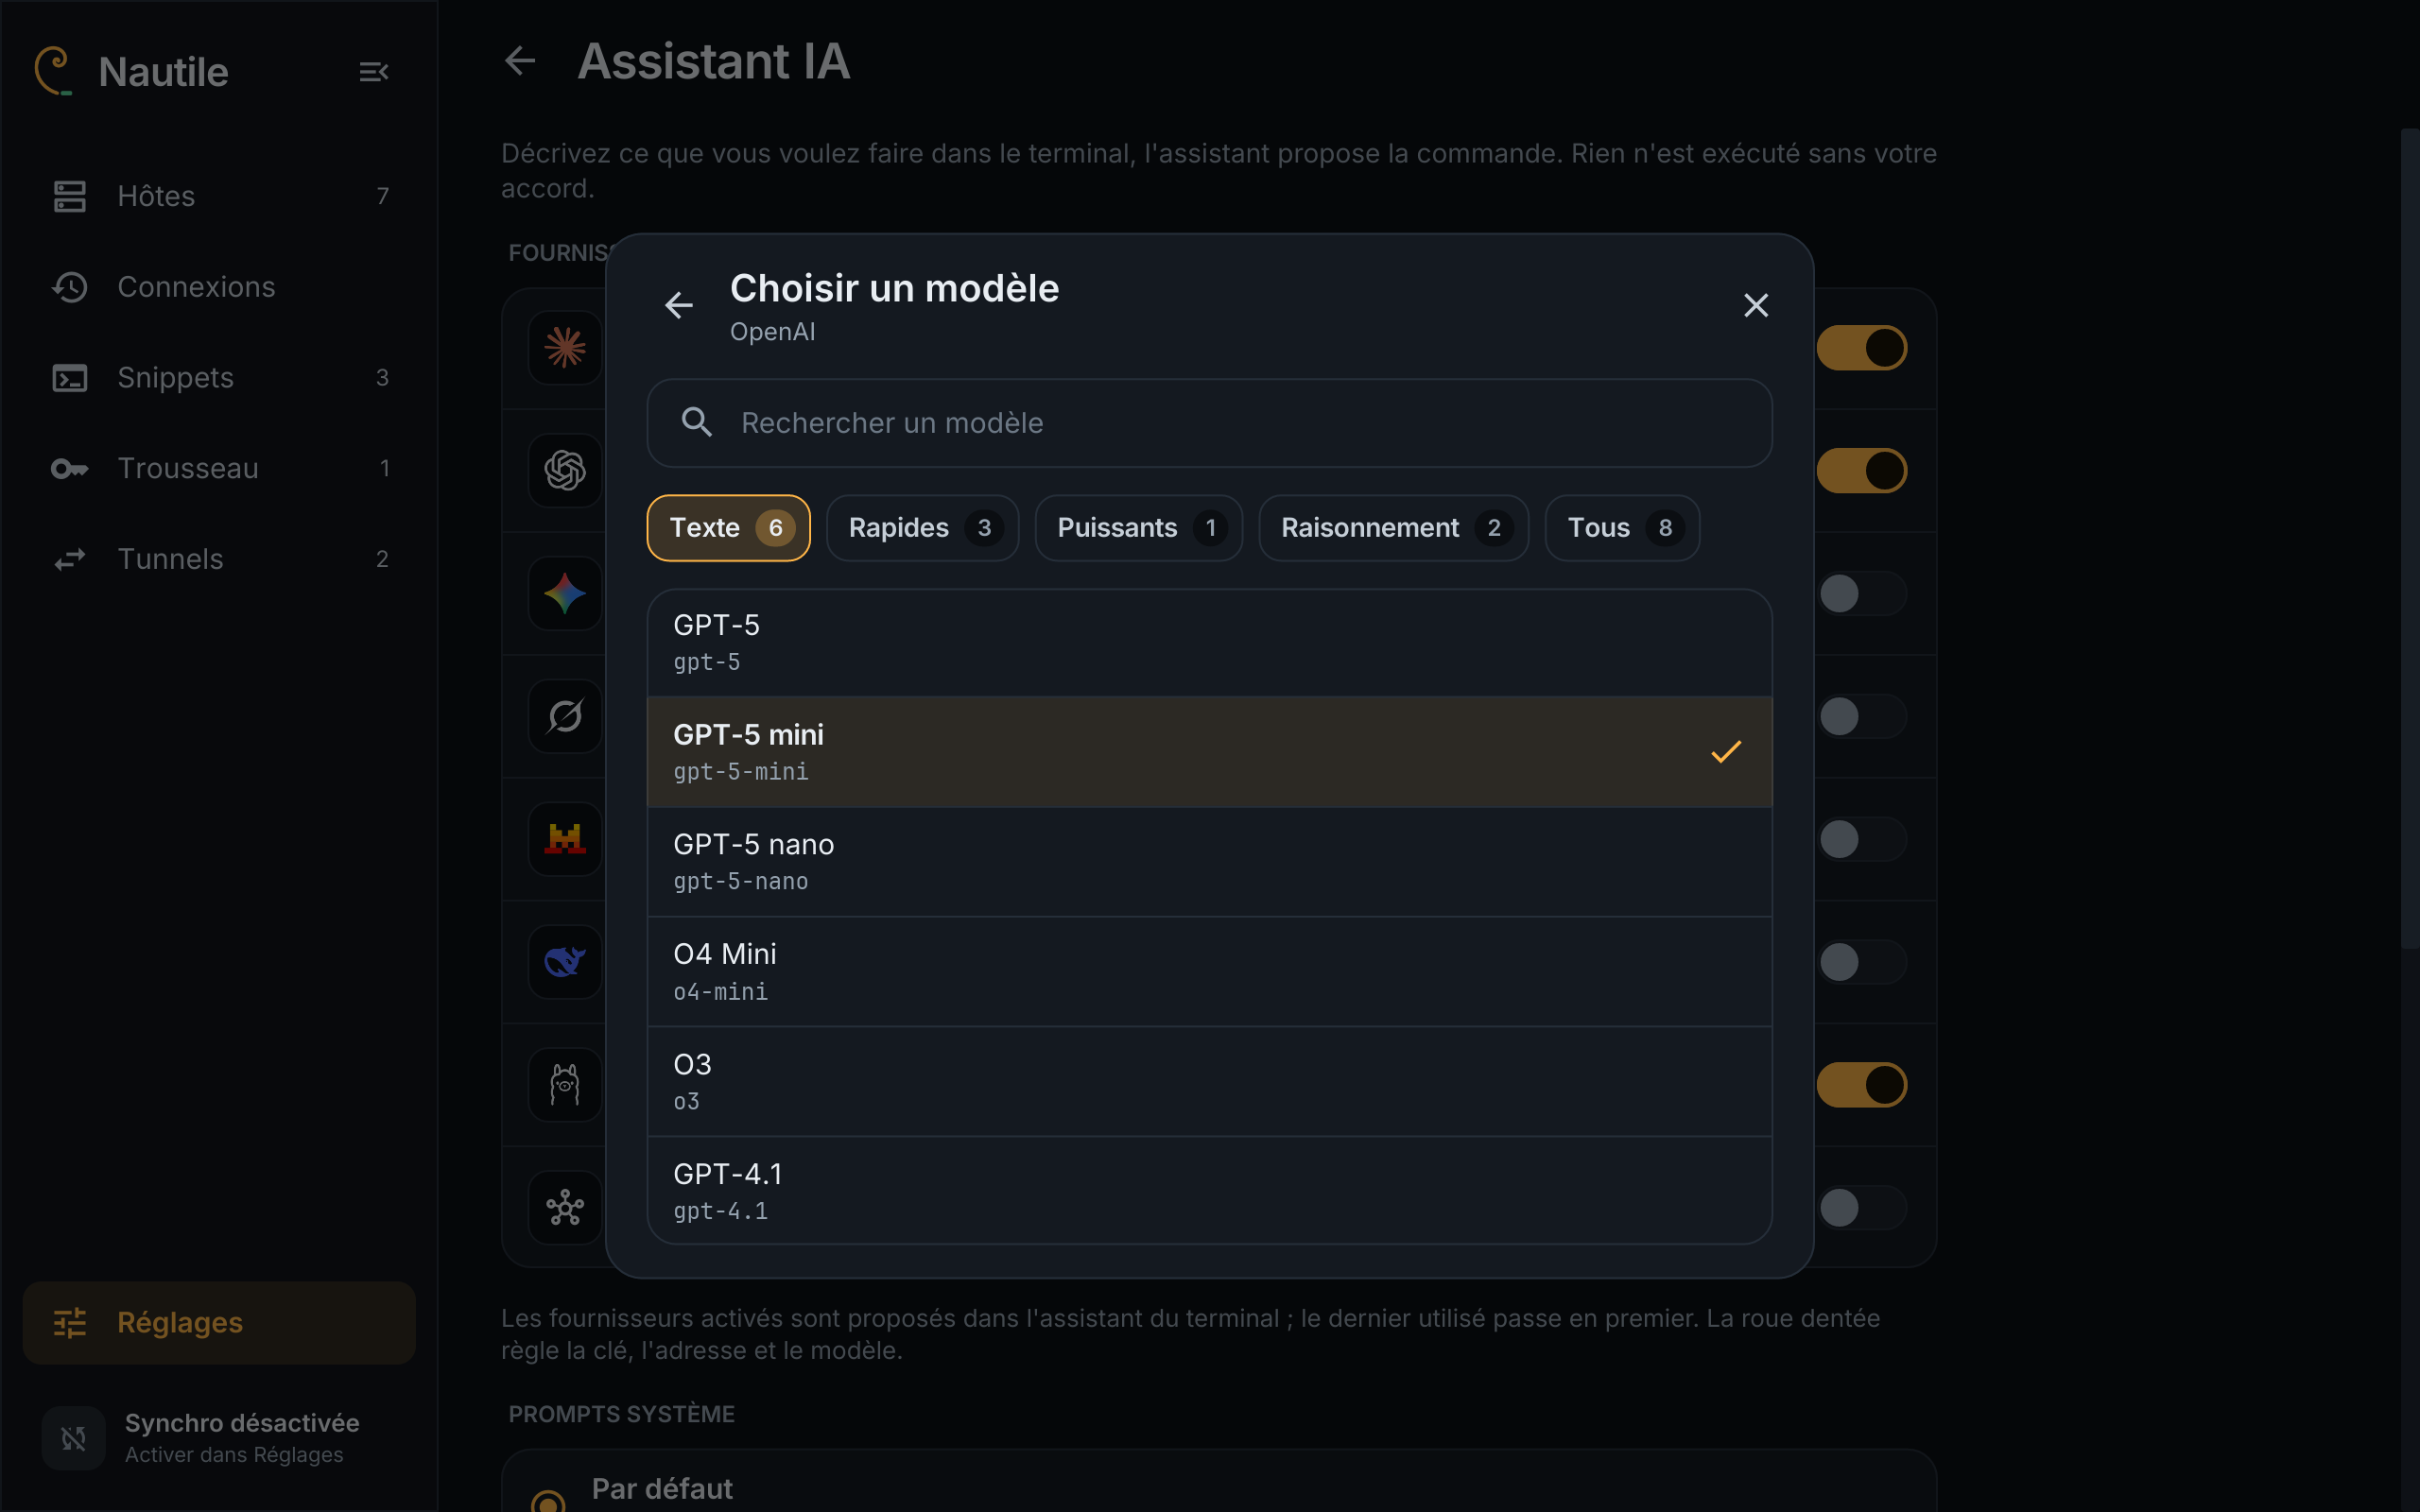 Nautile
Hôtes 7
Connexions
Snippets 3
Trousseau 1
Tunnels 2
Réglages
Synchro désactivée
Activer dans Réglages
Assistant IA
Décrivez ce que vous voulez faire dans le terminal, l'assistant propose la commande. Rien n'est exécuté sans votre
accord.
Choisir un modèle
OpenAI
Rechercher un modèle
Texte 6 Rapides 3 Puissants 1 Raisonnement 2 Tous 8
GPT-5
gpt-5
GPT-5 mini
gpt-5-mini
GPT-5 nano
gpt-5-nano
O4 Mini
o4-mini
O3
o3
GPT-4.1
gpt-4.1
Les fournisseurs activés sont proposés dans l'assistant du terminal ; le dernier utilisé passe en premier. La roue dentée
règle la clé, l'adresse et le modèle.
PROMPTS SYSTÈME
Par défaut